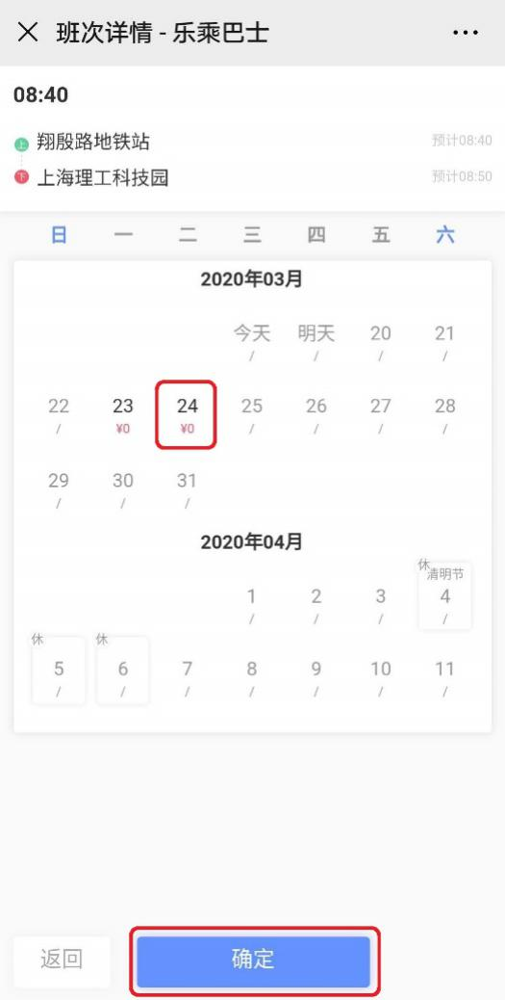 班次详情 - 乐乘巴士
08:40
上 翔殷路地铁站 预计08:40
下 上海理工科技园 预计08:50
日 一 二 三 四 五 六
2020年03月
今天 明天 20 21
/ / / /
22 23 24 25 26 27 28
/ ¥0 ¥0 / / / /
29 30 31
/ / /
2020年04月
休 清明节
1 2 3 4
/ / / /
休 休
5 6 7 8 9 10 11
/ / / / / / /
返回 确定